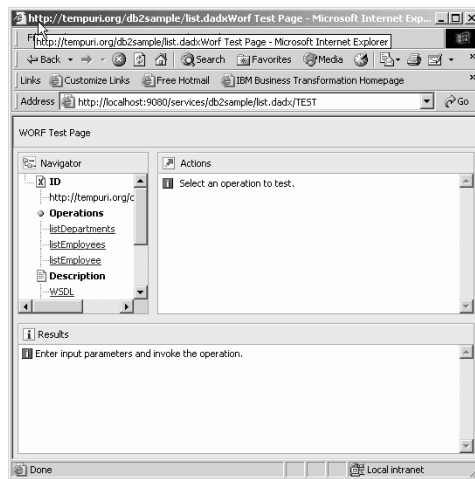 http://tempuri.org/db2sample/list.dadxWorf Test Page - Microsoft Internet Exp...
http://tempuri.org/db2sample/list.dadxWorf Test Page - Microsoft Internet Explorer
Back Search Favorites Media
Links Customize Links Free Hotmail IBM Business Transformation Homepage
Address http://localhost:9080/services/db2sample/list.dadx/TEST Go
WORF Test Page
Navigator
ID
http://tempuri.org/c
Operations
listDepartments
listEmployees
listEmployee
Description
WSDL
Actions
Select an operation to test.
Results
Enter input parameters and invoke the operation.
Done Local intranet